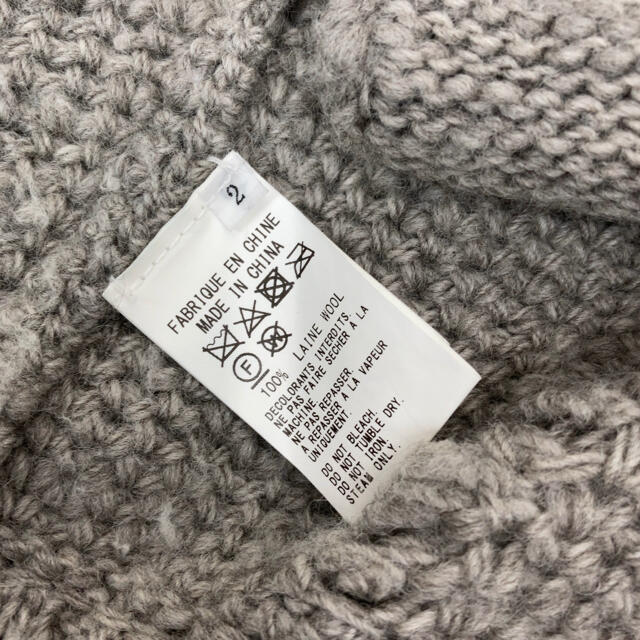 2
FABRIQUE EN CHINE
MADE IN CHINA
F
100% LAINE WOOL
DECOLORANTS INTERDITS.
NE PAS FAIRE SÉCHER À LA
MACHINE.
NE PAS REPASSER.
À REPASSER À LA VAPEUR
UNIQUEMENT.
DO NOT BLEACH.
DO NOT TUMBLE DRY.
DO NOT IRON.
STEAM ONLY.